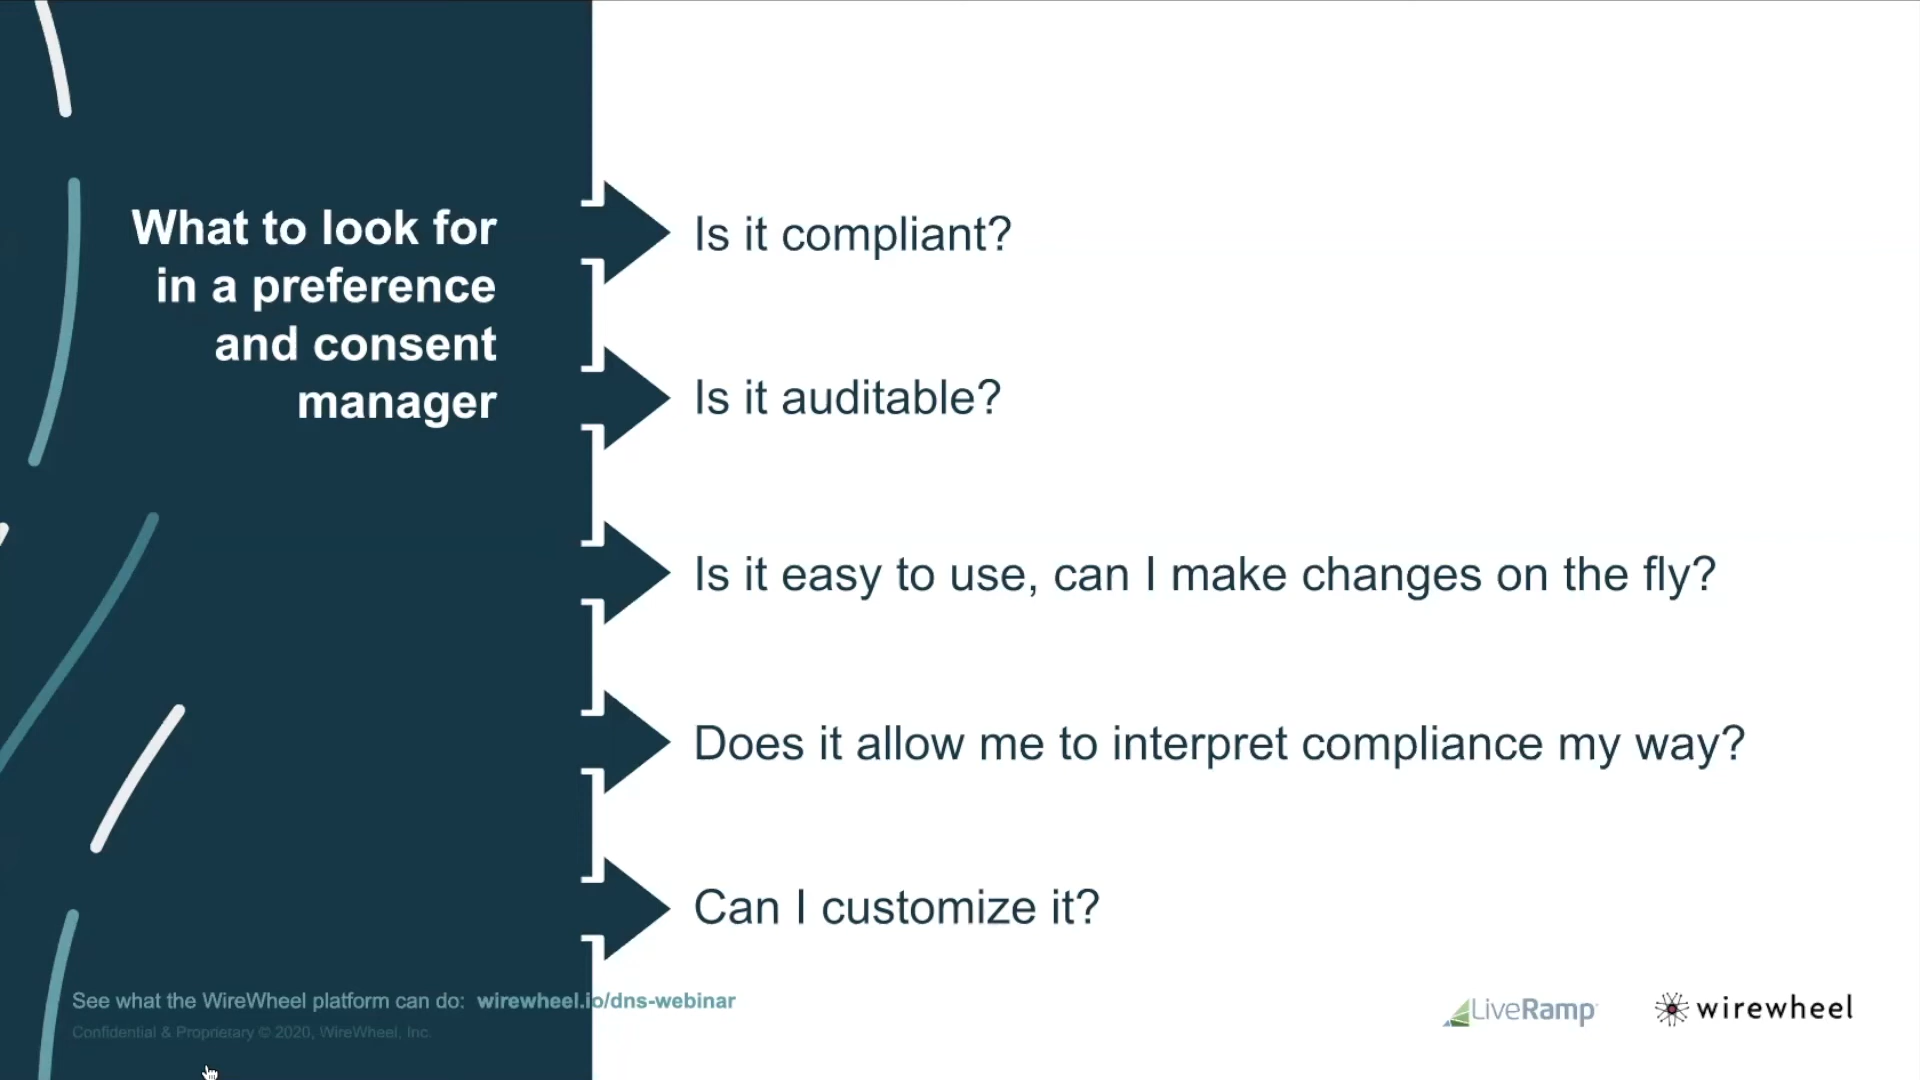 What to look for
in a preference
and consent
manager
Is it compliant?
Is it auditable?
Is it easy to use, can I make changes on the fly?
Does it allow me to interpret compliance my way?
Can I customize it?
See what the WireWheel platform can do: wirewheel.io/dns-webinar
Confidential & Proprietary © 2020, WireWheel, Inc.
LiveRamp
wirewheel